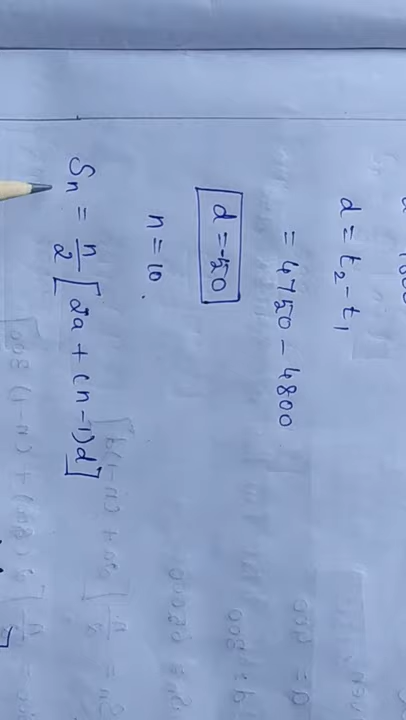 d = t₂ - t₁
= 4750 - 4800
d = -50
n = 10.
Sn = n/2 [2a + (n-1)d]